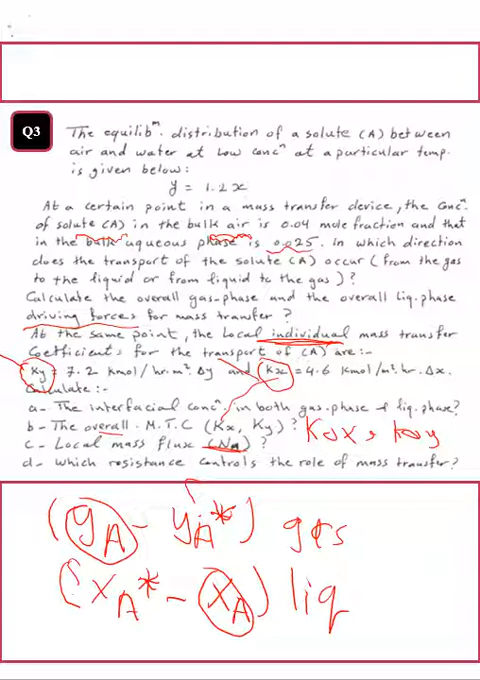 Q3
The equilibᵐ. distribution of a solute (A) between
air and water at Low concⁿ at a particular temp.
is given below:
y = 1.2x
At a certain point in a mass transfer device, the concⁿ
of solute (A) in the bulk air is 0.04 mole fraction and that
in the bulk aqueous phase is 0.025. In which direction
does the transport of the solute (A) occur (from the gas
to the liquid or from liquid to the gas)?
Calculate the overall gas-phase and the overall liq.phase
driving forces for mass transfer?
At the same point, the Local individual mass transfer
Coefficients for the transport of (A) are:-
Ky = 7.2 kmol/hr.m².Δy and Kx = 4.6 kmol/m².hr.Δx.
Calculate:-
a- The interfacial concⁿ. in both gas.phase & liq.phase?
b- The overall. M.T.C (Kx, Ky)?
c- Local mass flux (NA)?
d- which resistance controls the role of mass transfer?
(yA - yA*) gas
(xA* - xA) liq